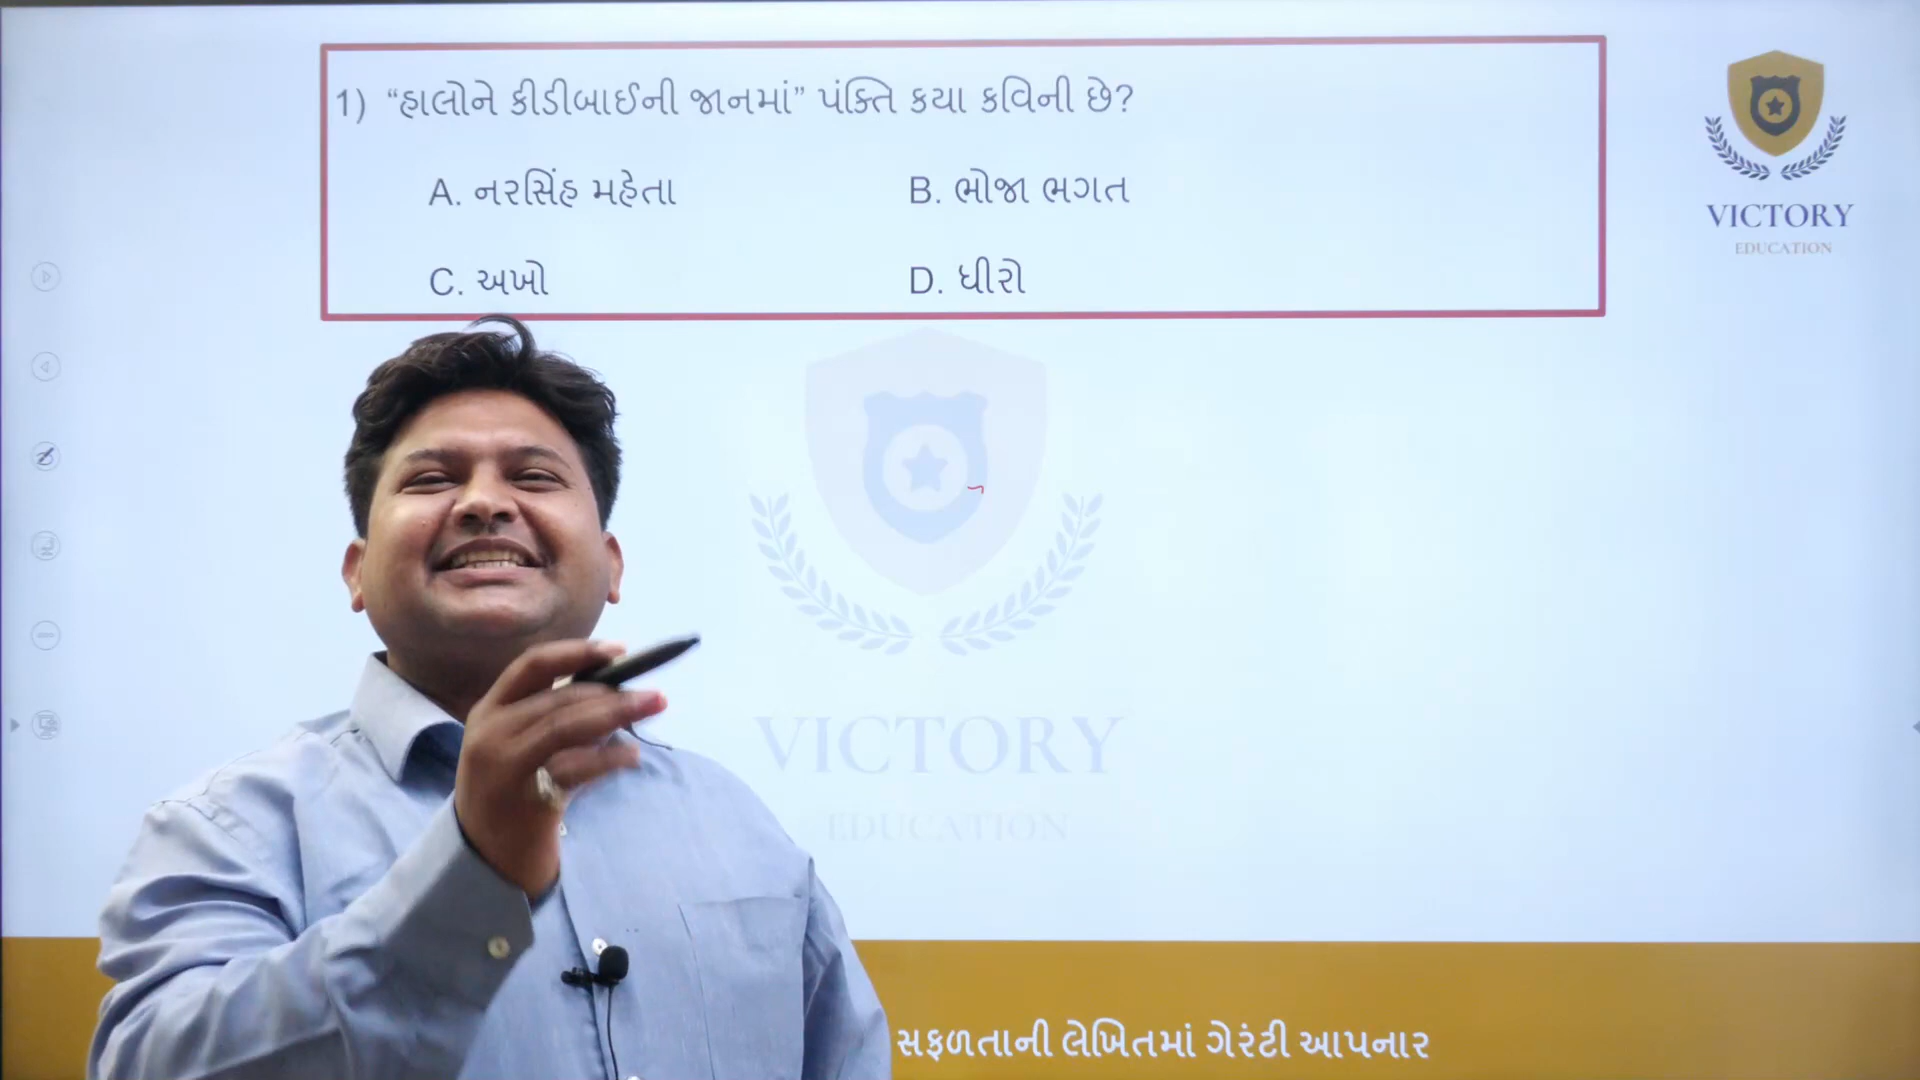 1) “હાલોને કીડીબાઈની જાનમાં” પંક્તિ કયા કવિની છે?
A. નરસિંહ મહેતા
B. ભોજા ભગત
C. અખો
D. ધીરો
VICTORY
EDUCATION
VICTORY
EDUCATION
સફળતાની લેખિતમાં ગેરંટી આપનાર